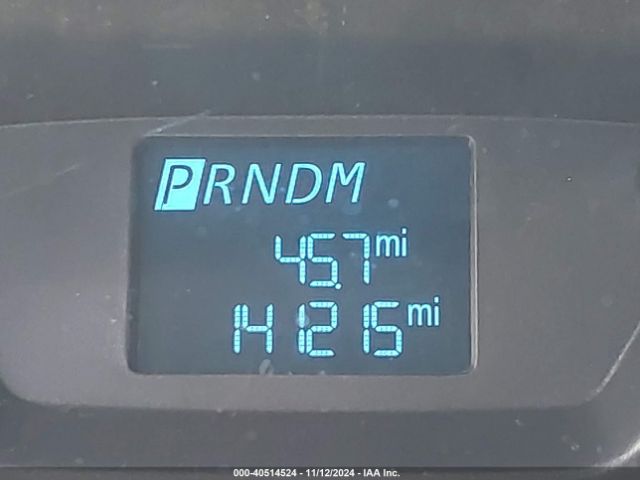 PRNDM
45.7 mi
141215 mi
000-40514524 - 11/12/2024 - IAA Inc.